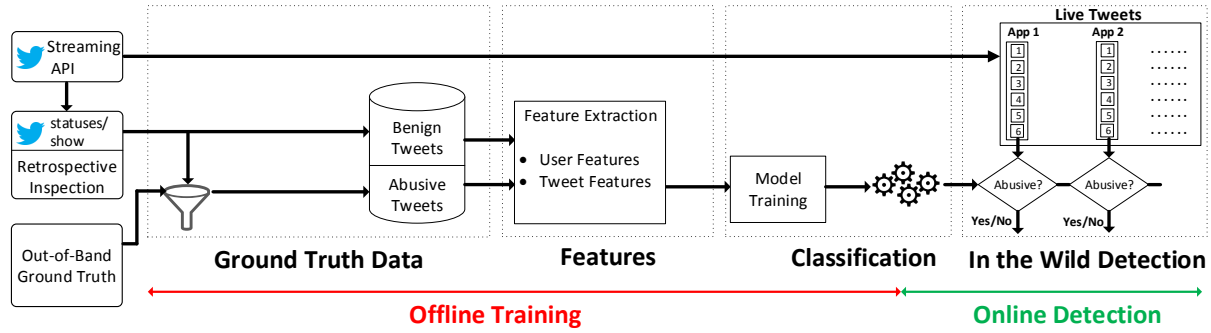 Streaming
API
statuses/
show
Retrospective
Inspection
Out-of-Band
Ground Truth
Benign
Tweets
Abusive
Tweets
Ground Truth Data
Feature Extraction
• User Features
• Tweet Features
Features
Model
Training
Classification
Live Tweets
App 1
App 2
1 1 ......
2 2 ......
3 3 ......
4 4 ......
5 5 ......
6 6 ......
Abusive?
Abusive?
Yes/No
Yes/No
In the Wild Detection
Offline Training
Online Detection